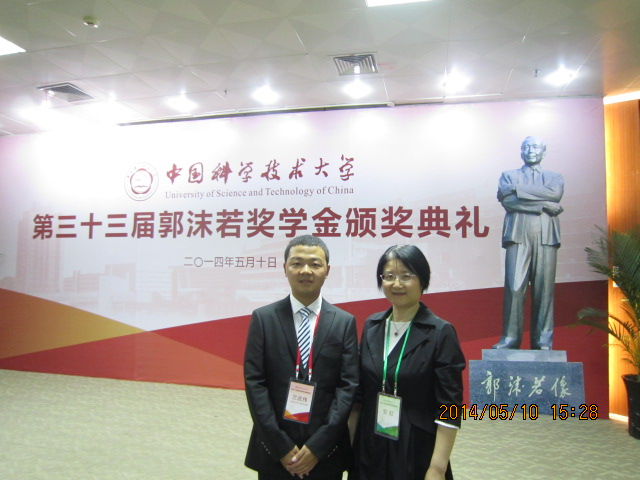 中国科学技术大学
University of Science and Technology of China
第三十三届郭沫若奖学金颁奖典礼
二〇一四年五月十日
郭沫若像
2014/05/10 15:28